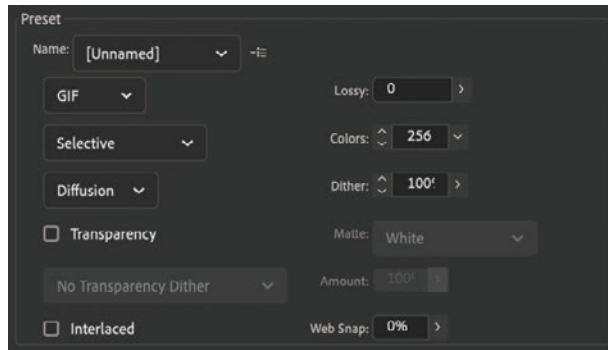 Preset
Name: [Unnamed]
GIF Lossy: 0
Selective Colors: 256
Diffusion Dither: 100%
Transparency Matte: White
No Transparency Dither Amount: 100%
Interlaced Web Snap: 0%